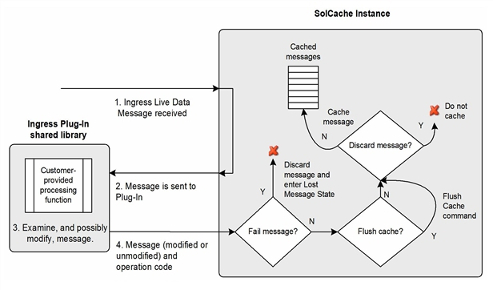 SolCache Instance
Cached
messages
1. Ingress Live Data
Message received
Cache
message
Do not
cache
N
Y
Discard message?
Ingress Plug-In
shared library
Customer-
provided
processing
function
2. Message is sent to
Plug-In
3. Examine, and possibly
modify, message.
Discard
message and
enter Lost
Message State
Flush
Cache
command
Y
N
Fail message?
N
Flush cache?
Y
4. Message (modified or
unmodified) and
operation code